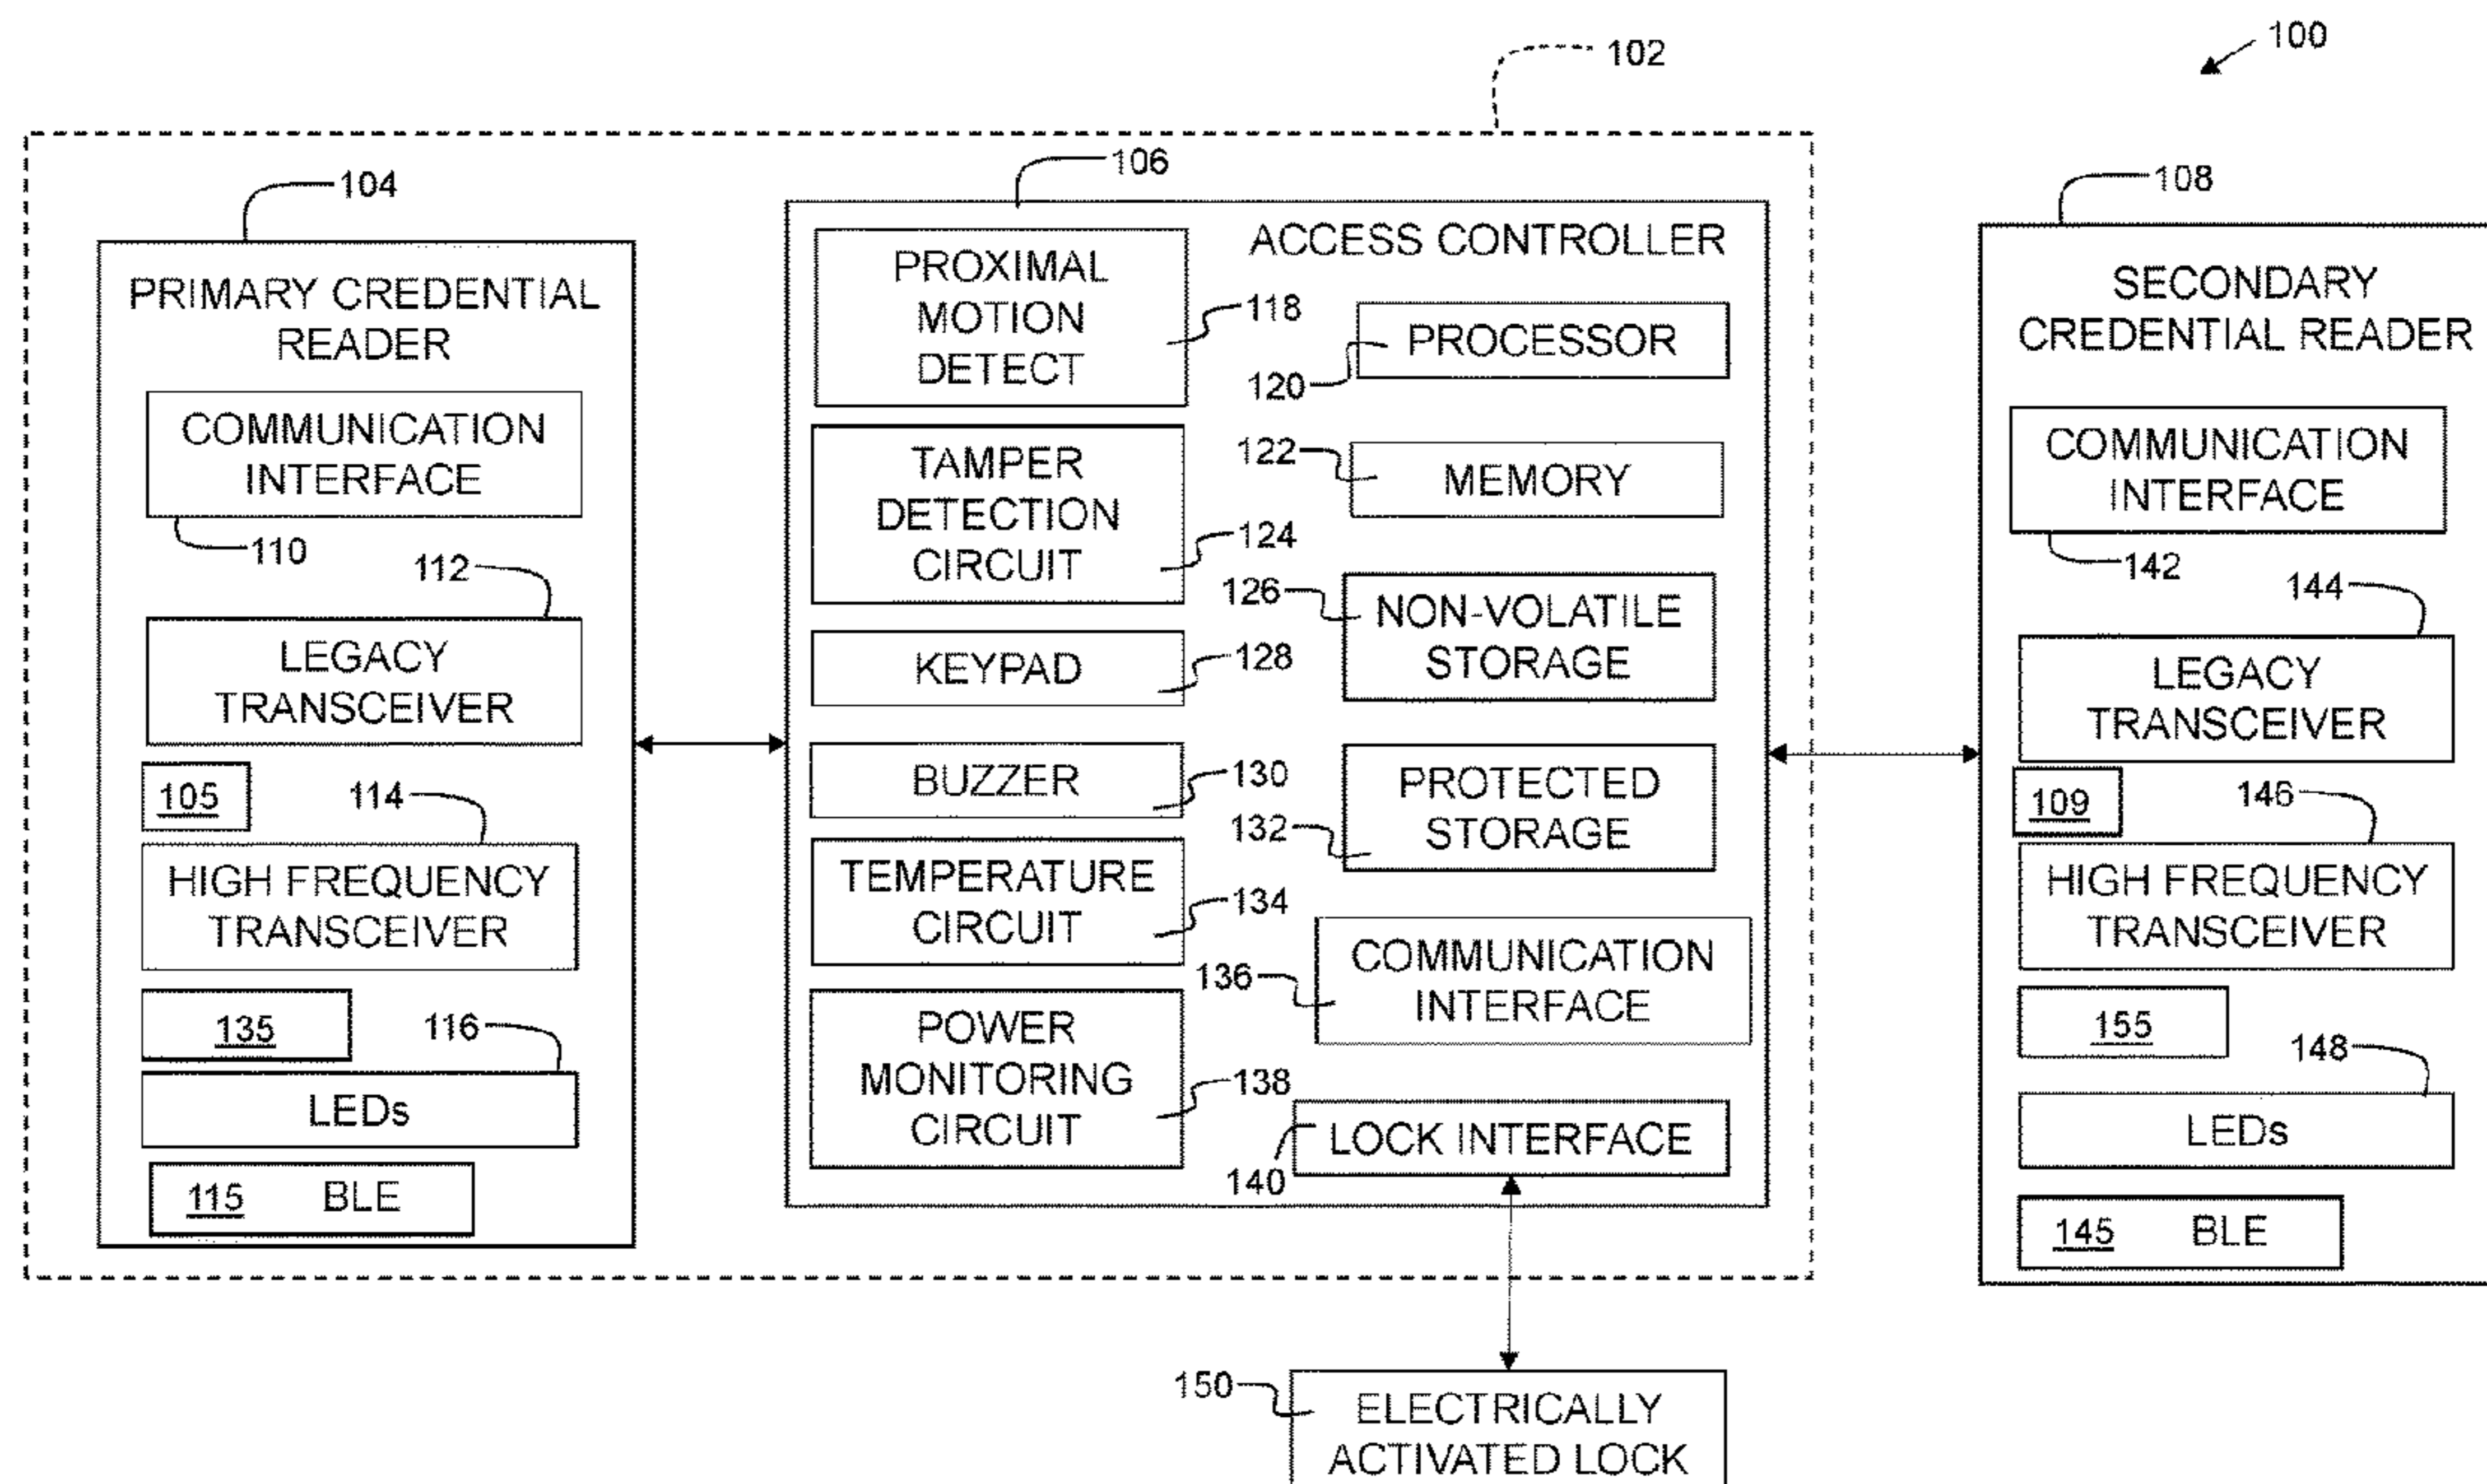 100
102
104
PRIMARY CREDENTIAL
READER
COMMUNICATION
INTERFACE
110
112
LEGACY
TRANSCEIVER
105
114
HIGH FREQUENCY
TRANSCEIVER
135
116
LEDs
115 BLE
106
ACCESS CONTROLLER
PROXIMAL
MOTION
DETECT
118
TAMPER
DETECTION
CIRCUIT
124
KEYPAD
128
BUZZER
130
TEMPERATURE
CIRCUIT
134
POWER
MONITORING
CIRCUIT
138
PROCESSOR
120
122
MEMORY
126
NON-VOLATILE
STORAGE
PROTECTED
STORAGE
132
COMMUNICATION
INTERFACE
136
LOCK INTERFACE
140
150
ELECTRICALLY
ACTIVATED LOCK
108
SECONDARY
CREDENTIAL READER
COMMUNICATION
INTERFACE
142
144
LEGACY
TRANSCEIVER
109
146
HIGH FREQUENCY
TRANSCEIVER
155
148
LEDs
145 BLE